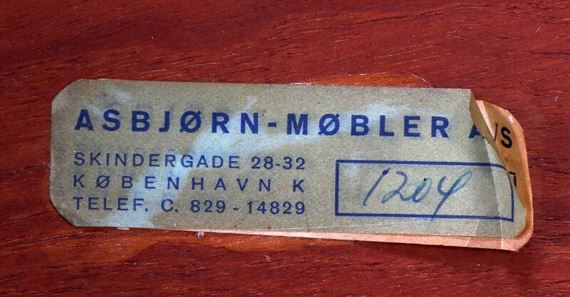 ASBJØRN-MØBLER A/S
SKINDERGADE 28-32
KØBENHAVN K
TELEF. C. 829 - 14829
1204